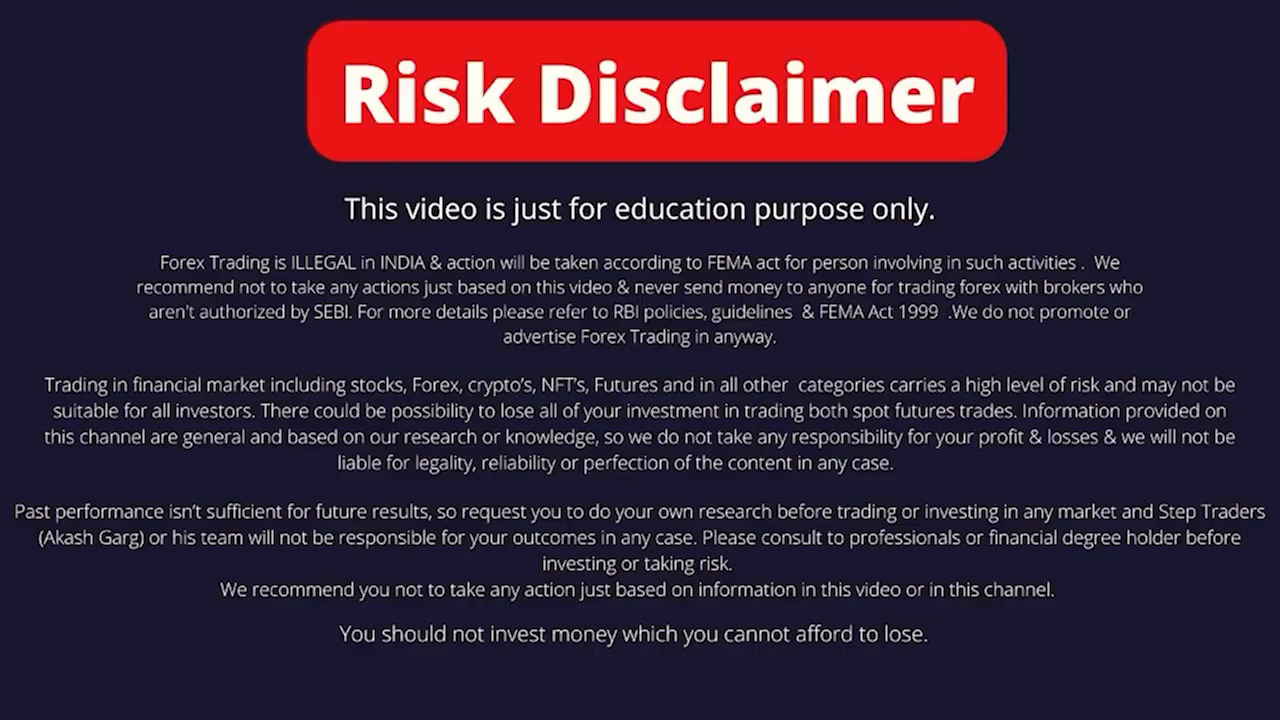 Risk Disclaimer
This video is just for education purpose only.
Forex Trading is ILLEGAL in INDIA & action will be taken according to FEMA act for person involving in such activities .  We
recommend not to take any actions just based on this video & never send money to anyone for trading forex with brokers who
aren't authorized by SEBI. For more details please refer to RBI policies, guidelines  & FEMA Act 1999  .We do not promote or
advertise Forex Trading in anyway.
Trading in financial market including stocks, Forex, crypto's, NFT's, Futures and in all other  categories carries a high level of risk and may not be
suitable for all investors. There could be possibility to lose all of your investment in trading both spot futures trades. Information provided on
this channel are general and based on our research or knowledge, so we do not take any responsibility for your profit & losses & we will not be
liable for legality, reliability or perfection of the content in any case.
Past performance isn't sufficient for future results, so request you to do your own research before trading or investing in any market and Step Traders
(Akash Garg) or his team will not be responsible for your outcomes in any case. Please consult to professionals or financial degree holder before
investing or taking risk.
We recommend you not to take any action just based on information in this video or in this channel.
You should not invest money which you cannot afford to lose.